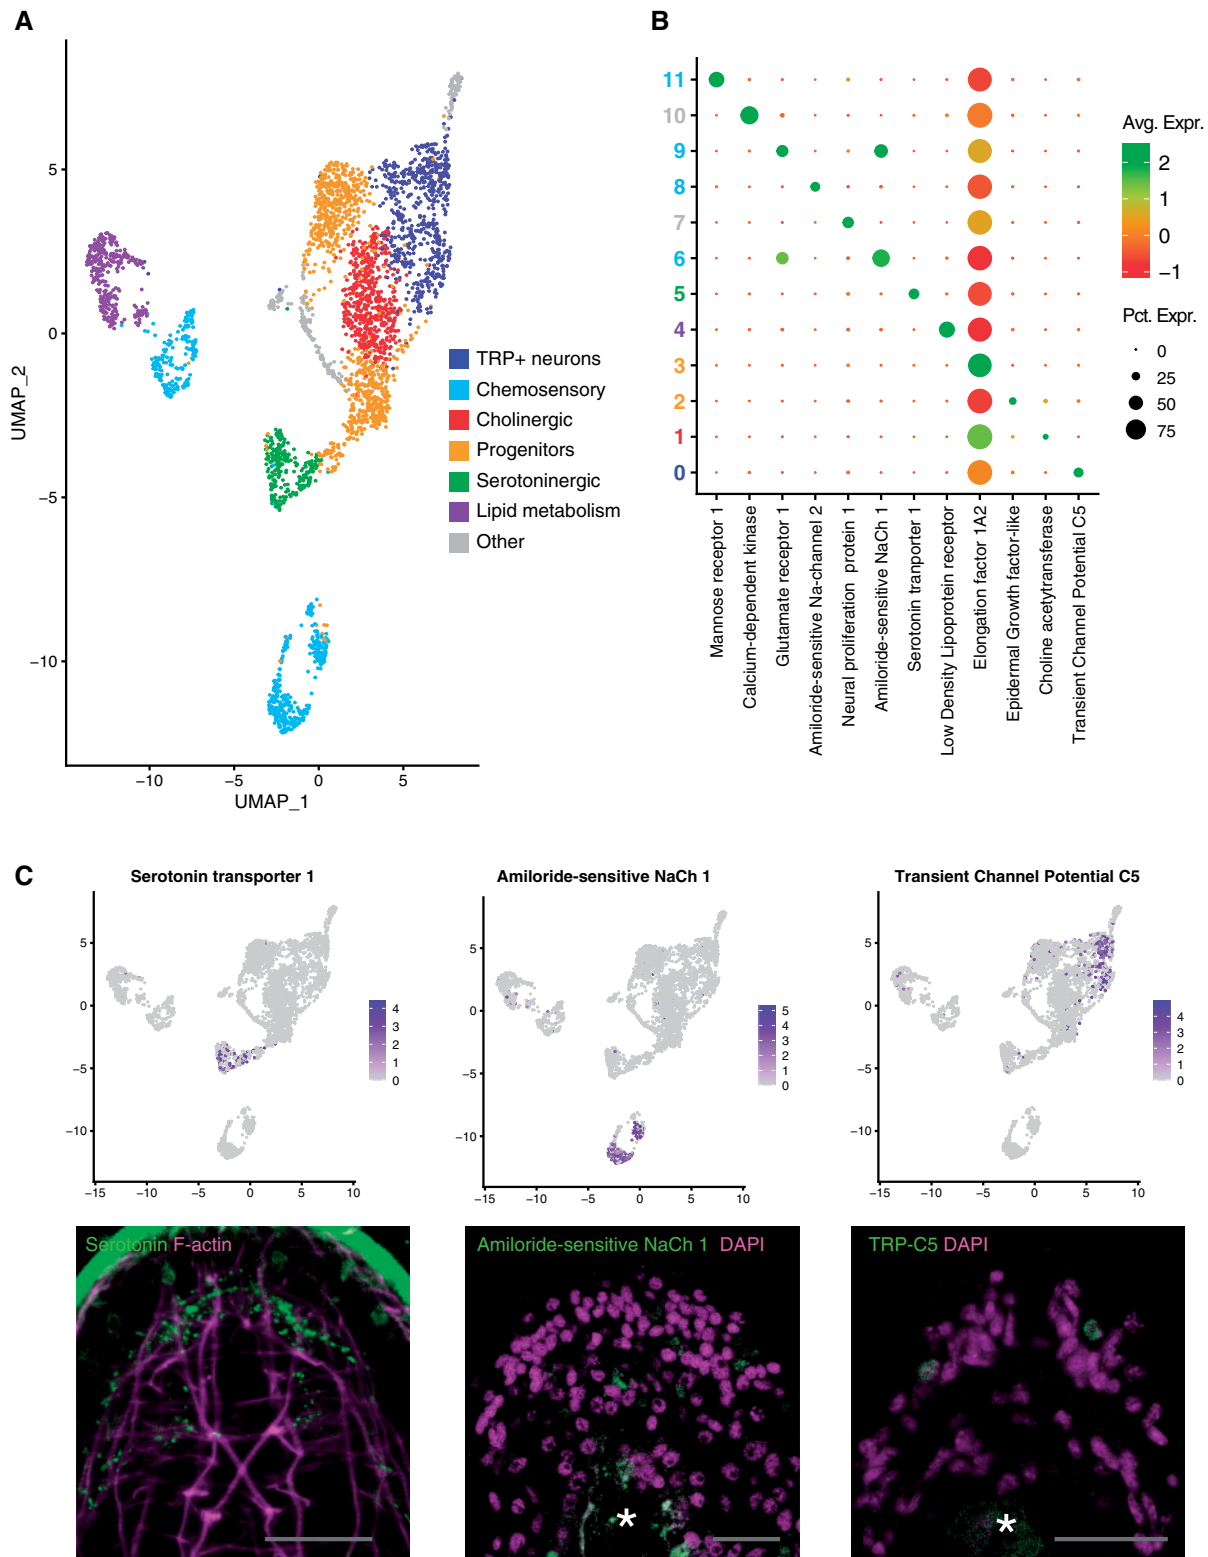 A
5
0
−5
−10
UMAP_2
−10
−5
0
5
UMAP_1
TRP+ neurons
Chemosensory
Cholinergic
Progenitors
Serotoninergic
Lipid metabolism
Other
B
11
10
9
8
7
6
5
4
3
2
1
0
Mannose receptor 1
Calcium-dependent kinase
Glutamate receptor 1
Amiloride-sensitive Na-channel 2
Neural proliferation protein 1
Amiloride-sensitive NaCh 1
Serotonin tranporter 1
Low Density Lipoprotein receptor
Elongation factor 1A2
Epidermal Growth factor-like
Choline acetytransferase
Transient Channel Potential C5
Avg. Expr.
2
1
0
−1
Pct. Expr.
0
25
50
75
C
Serotonin transporter 1
5
0
−5
−10
−15
−10
−5
0
5
10
4
3
2
1
0
Amiloride-sensitive NaCh 1
5
0
−5
−10
−15
−10
−5
0
5
10
5
4
3
2
1
0
Transient Channel Potential C5
5
0
−5
−10
−15
−10
−5
0
5
10
4
3
2
1
0
Serotonin F-actin
Amiloride-sensitive NaCh 1 DAPI
*
TRP-C5 DAPI
*